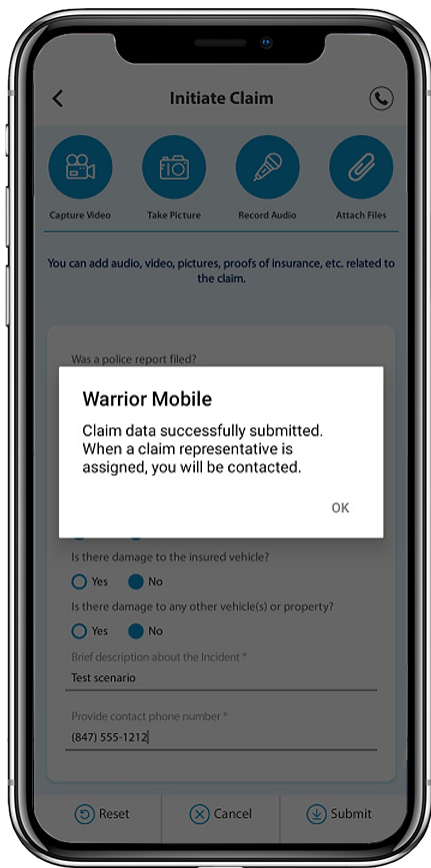 Initiate Claim
Capture Video
Take Picture
Record Audio
Attach Files
You can add audio, video, pictures, proofs of insurance, etc. related to
the claim.
Was a police report filed?
Warrior Mobile
Claim data successfully submitted.
When a claim representative is
assigned, you will be contacted.
OK
Is there damage to the insured vehicle?
Yes No
Is there damage to any other vehicle(s) or property?
Yes No
Brief description about the Incident *
Test scenario
Provide contact phone number *
(847) 555-1212
Reset
Cancel
Submit